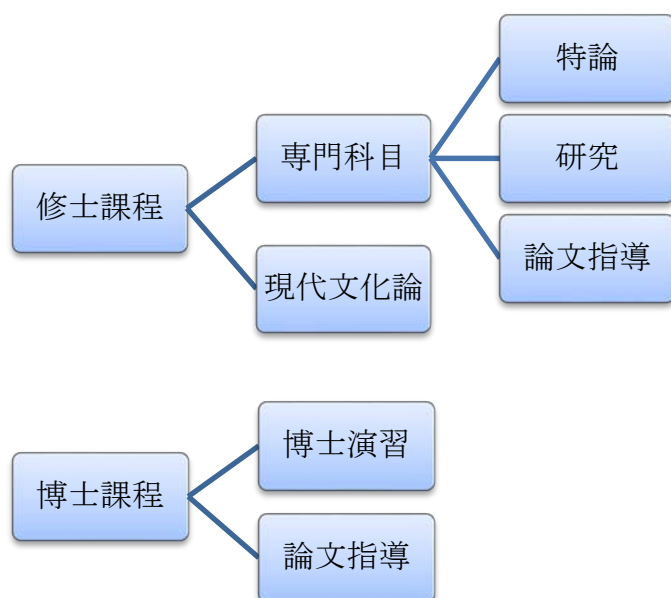 修士課程
専門科目
特論
研究
論文指導
現代文化論
博士課程
博士演習
論文指導